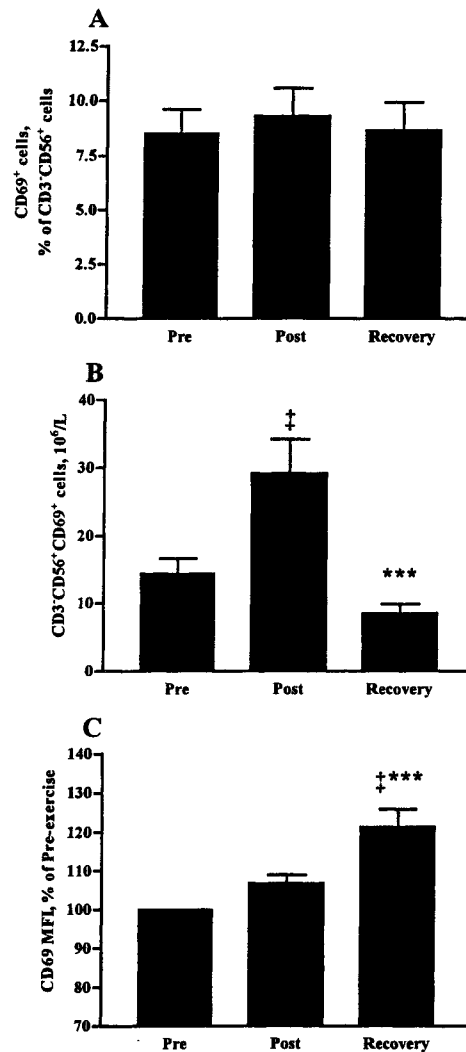 A
CD69⁺ cells,
% of CD3⁻CD56⁺ cells
12.5
10.0
7.5
5.0
2.5
0.0
Pre Post Recovery
B
CD3⁻CD56⁺CD69⁺ cells, 10⁶/L
40
30
20
10
0
‡
***
Pre Post Recovery
C
CD69 MFI, % of Pre-exercise
140
130
120
110
100
90
80
70
‡***
Pre Post Recovery